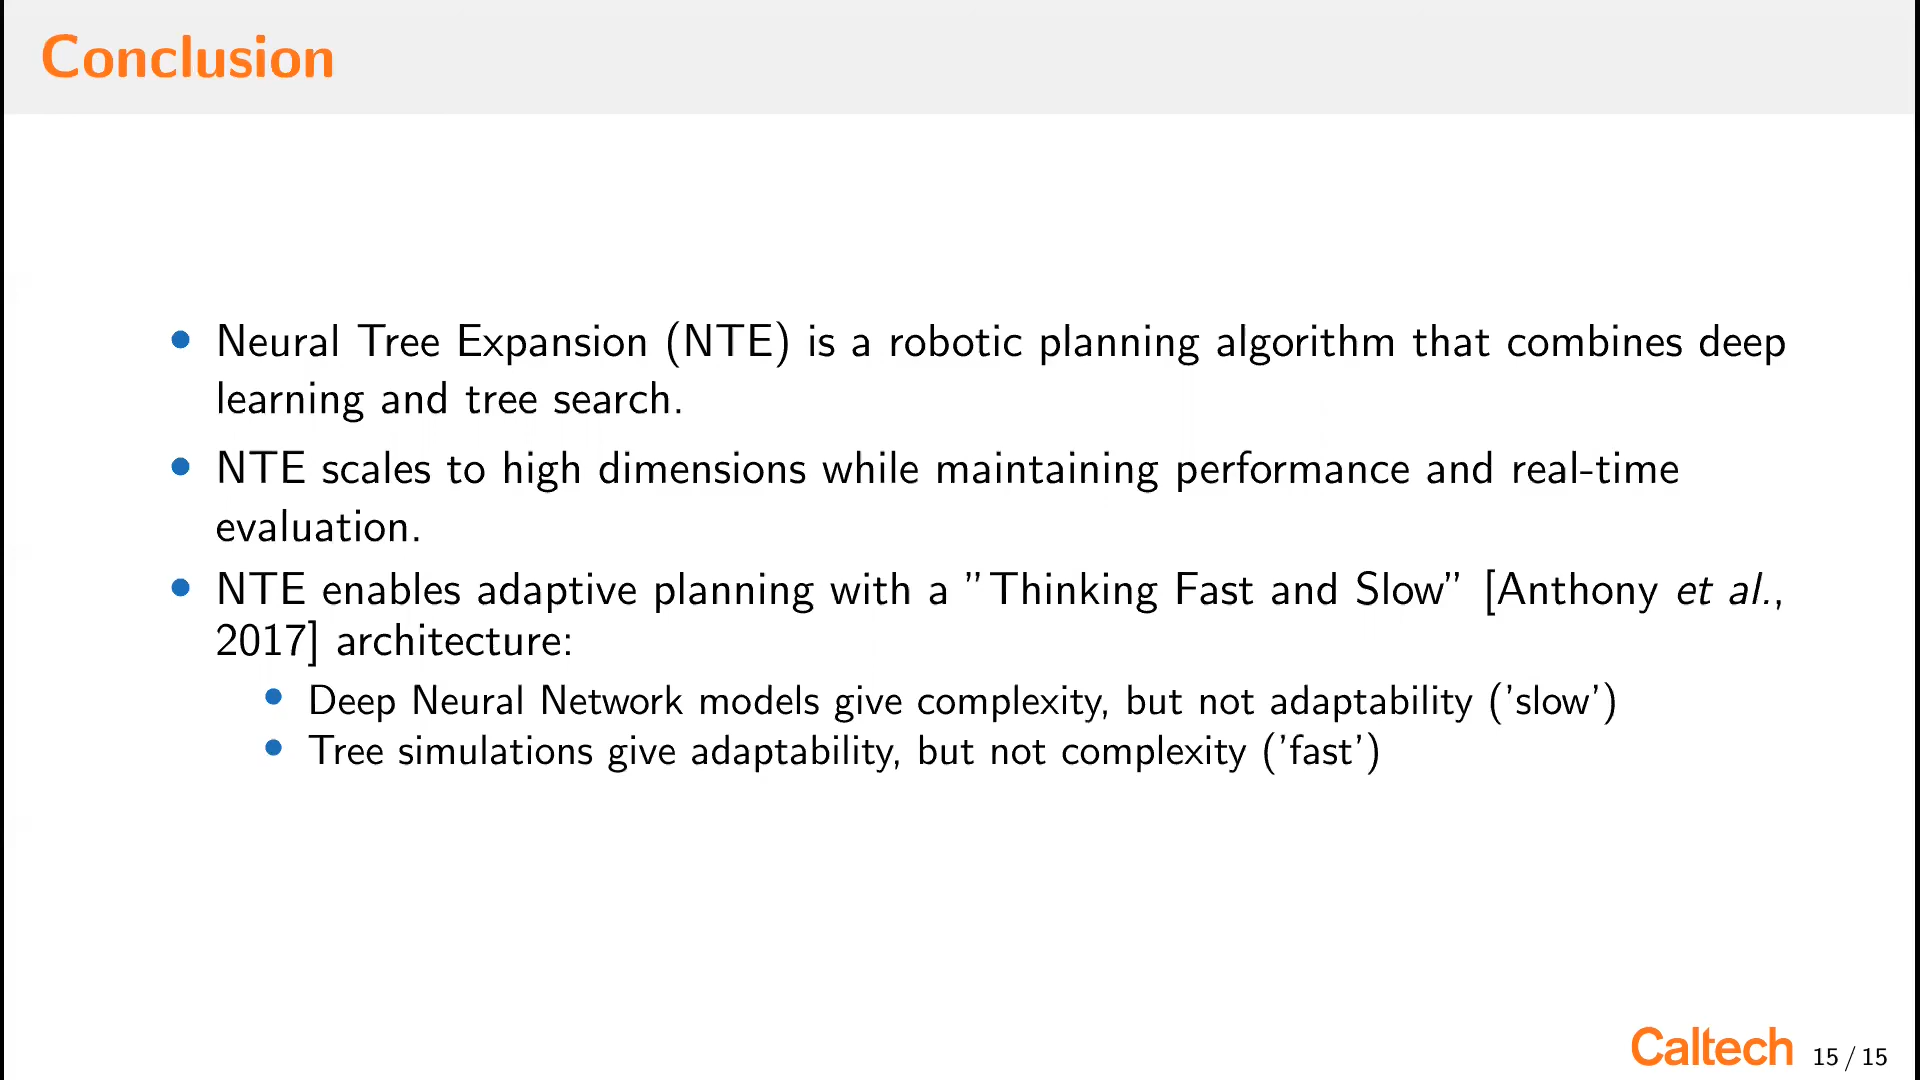 Conclusion
• Neural Tree Expansion (NTE) is a robotic planning algorithm that combines deep
learning and tree search.
• NTE scales to high dimensions while maintaining performance and real-time
evaluation.
• NTE enables adaptive planning with a ”Thinking Fast and Slow” [Anthony et al.,
2017] architecture:
• Deep Neural Network models give complexity, but not adaptability (’slow’)
• Tree simulations give adaptability, but not complexity (’fast’)
Caltech 15 / 15